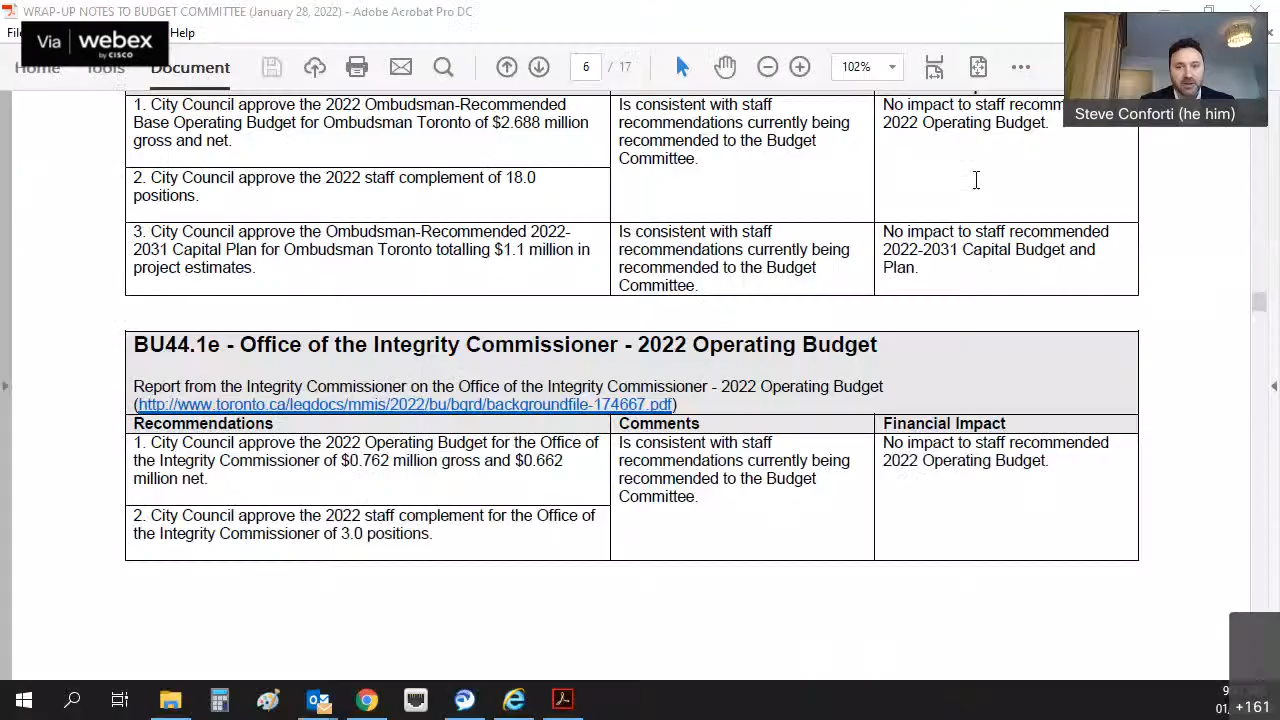 WRAP-UP NOTES TO BUDGET COMMITTEE (January 28, 2022) - Adobe Acrobat Pro DC
Help
Via webex
by CISCO
Home Tools Document
6 / 17
102%
Steve Conforti (he him)
1. City Council approve the 2022 Ombudsman-Recommended
Base Operating Budget for Ombudsman Toronto of $2.688 million
gross and net.
2. City Council approve the 2022 staff complement of 18.0
positions.
Is consistent with staff
recommendations currently being
recommended to the Budget
Committee.
No impact to staff recomm
2022 Operating Budget.
3. City Council approve the Ombudsman-Recommended 2022-
2031 Capital Plan for Ombudsman Toronto totalling $1.1 million in
project estimates.
Is consistent with staff
recommendations currently being
recommended to the Budget
Committee.
No impact to staff recommended
2022-2031 Capital Budget and
Plan.
BU44.1e - Office of the Integrity Commissioner - 2022 Operating Budget
Report from the Integrity Commissioner on the Office of the Integrity Commissioner - 2022 Operating Budget
(http://www.toronto.ca/legdocs/mmis/2022/bu/bgrd/backgroundfile-174667.pdf)
Recommendations Comments Financial Impact
1. City Council approve the 2022 Operating Budget for the Office of
the Integrity Commissioner of $0.762 million gross and $0.662
million net.
2. City Council approve the 2022 staff complement for the Office of
the Integrity Commissioner of 3.0 positions.
Is consistent with staff
recommendations currently being
recommended to the Budget
Committee.
No impact to staff recommended
2022 Operating Budget.
+161